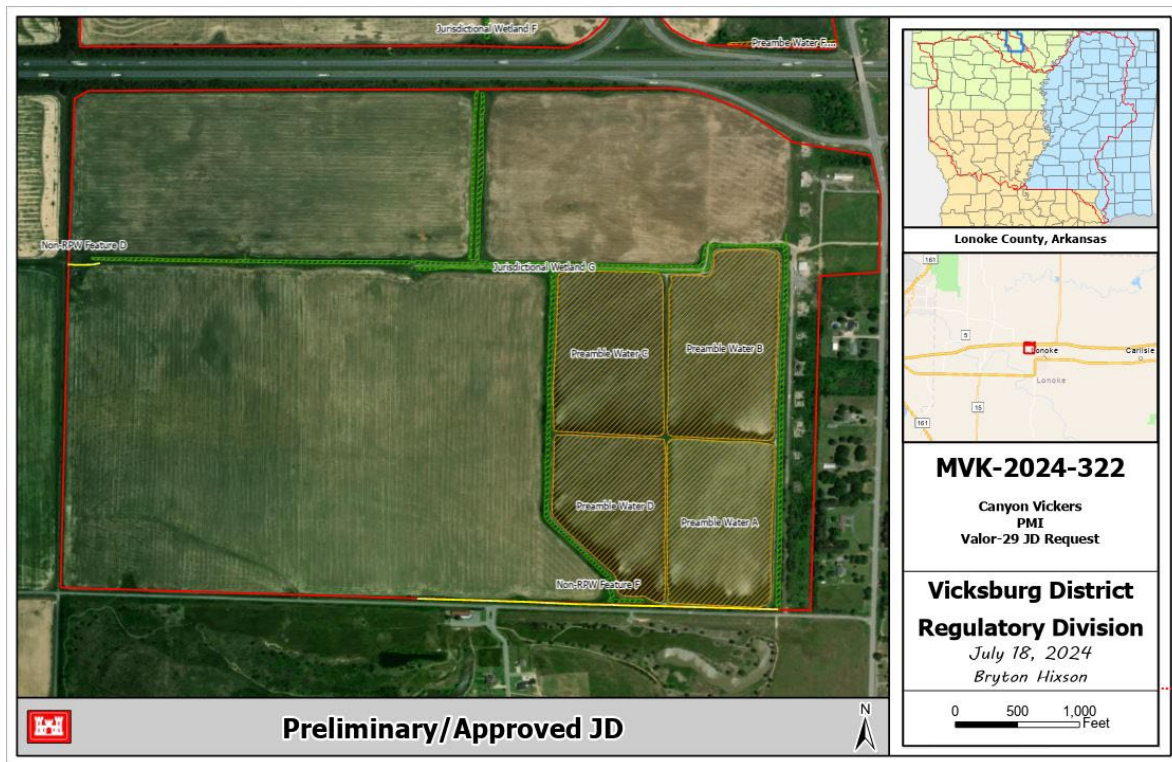 Jurisdictional Wetland F
Preambe Water F...
Non-RPW Feature D
Jurisdictional Wetland G
Preamble Water C
Preamble Water B
Preamble Water D
Preamble Water A
Non-RPW Feature F
Preliminary/Approved JD
N
Lonoke County, Arkansas
161
5
Lonoke
Carlisle
Lonoke
15
161
MVK-2024-322
Canyon Vickers
PMI
Valor-29 JD Request
Vicksburg District
Regulatory Division
July 18, 2024
Bryton Hixson
0 500 1,000
Feet